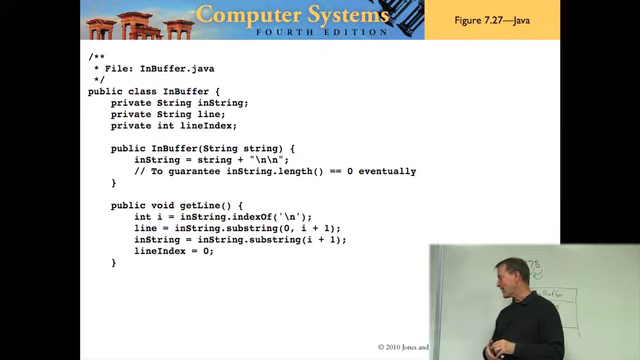 Computer Systems
FOURTH EDITION
Figure 7.27—Java
/**
 * File: InBuffer.java
 */
public class InBuffer {
    private String inString;
    private String line;
    private int lineIndex;

    public InBuffer(String string) {
        inString = string + "\n\n";
        // To guarantee inString.length() == 0 eventually
    }

    public void getLine() {
        int i = inString.indexOf('\n');
        line = inString.substring(0, i + 1);
        inString = inString.substring(i + 1);
        lineIndex = 0;
    }
© 2010 Jones and